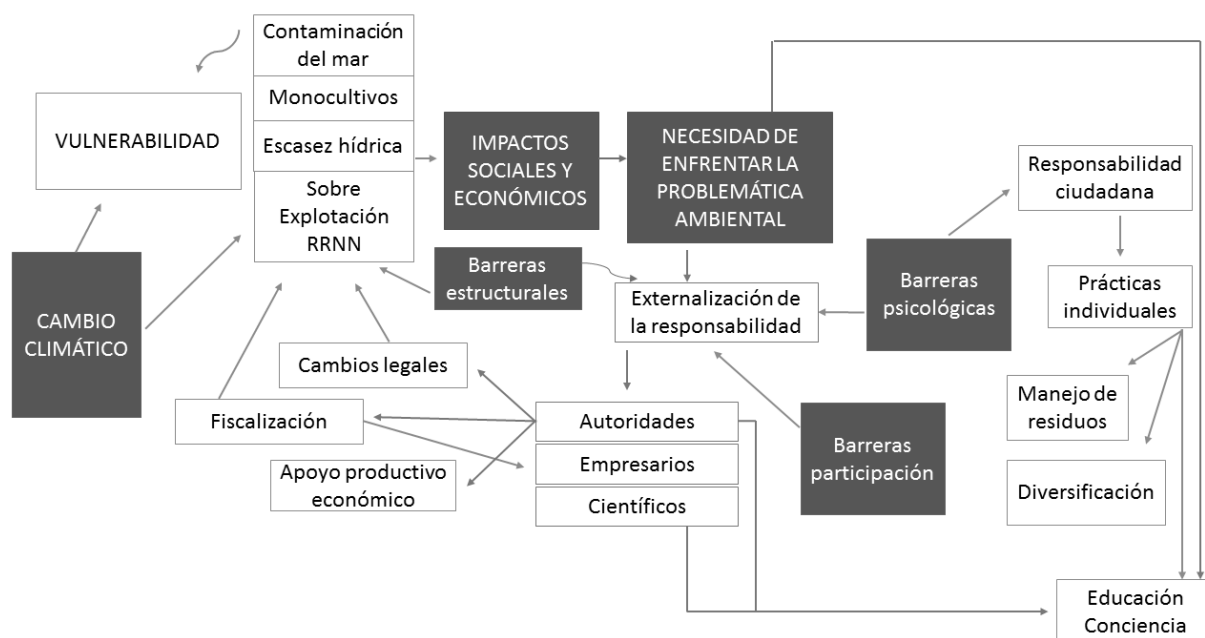 Contaminación
del mar
Monocultivos
Escasez hídrica
Sobre
Explotación
RRNN
VULNERABILIDAD
CAMBIO
CLIMÁTICO
IMPACTOS
SOCIALES Y
ECONÓMICOS
NECESIDAD DE
ENFRENTAR LA
PROBLEMÁTICA
AMBIENTAL
Barreras
estructurales
Externalización de
la responsabilidad
Barreras
psicológicas
Responsabilidad
ciudadana
Prácticas
individuales
Manejo de
residuos
Diversificación
Cambios legales
Fiscalización
Apoyo productivo
económico
Autoridades
Empresarios
Científicos
Barreras
participación
Educación
Conciencia